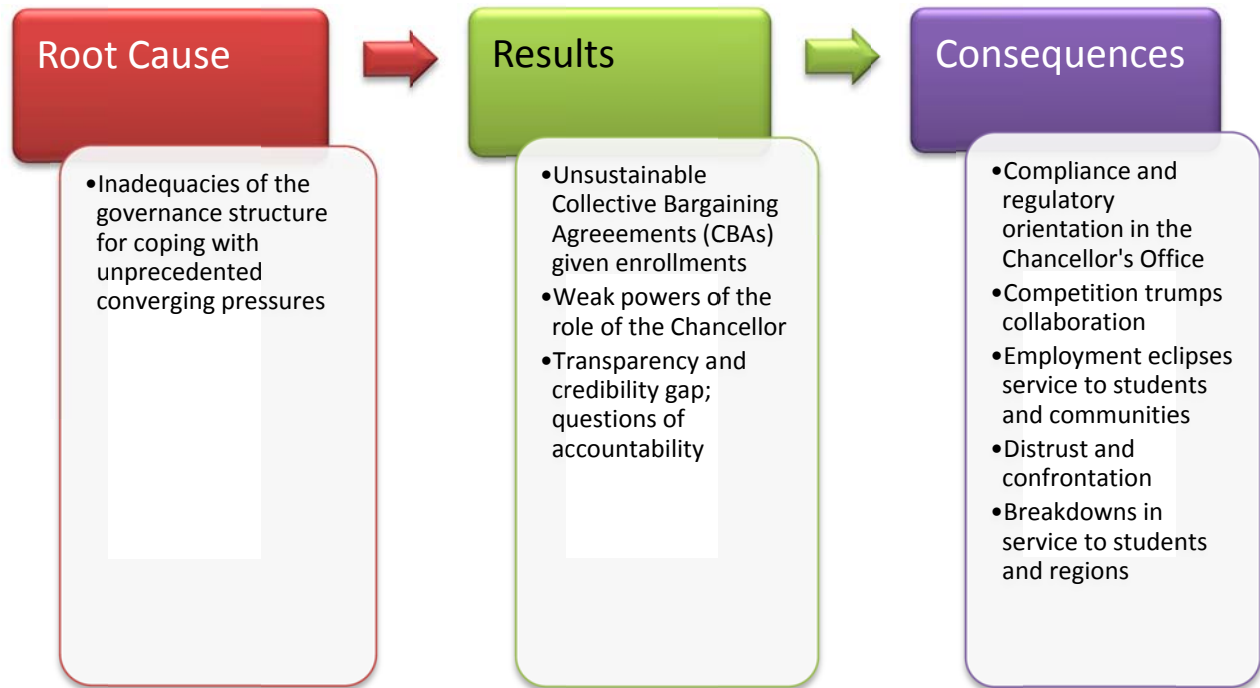 Root Cause
•Inadequacies of the
governance structure
for coping with
unprecedented
converging pressures
Results
•Unsustainable
Collective Bargaining
Agreeements (CBAs)
given enrollments
•Weak powers of the
role of the Chancellor
•Transparency and
credibility gap;
questions of
accountability
Consequences
•Compliance and
regulatory
orientation in the
Chancellor's Office
•Competition trumps
collaboration
•Employment eclipses
service to students
and communities
•Distrust and
confrontation
•Breakdowns in
service to students
and regions